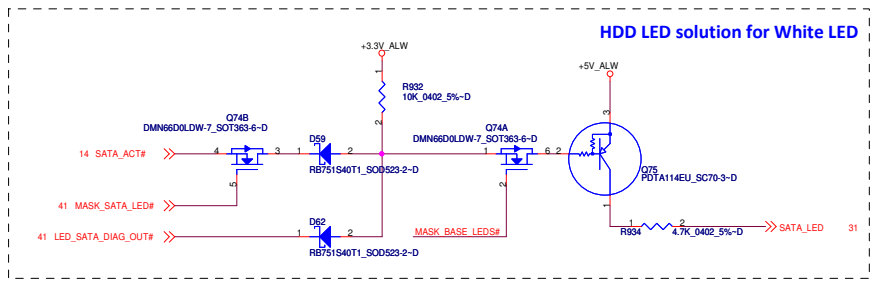 HDD LED solution for White LED
+3.3V_ALW
+5V_ALW
1
R932
10K_0402_5%~D
2
3
Q74B
DMN66D0LDW-7_SOT363-6~D
D59
Q74A
DMN66D0LDW-7_SOT363-6~D
14 SATA_ACT#
4
3
1
2
1
6
2
RB751S40T1_SOD523-2~D
5
2
Q75
PDTA114EU_SC70-3~D
41 MASK_SATA_LED#
1
D62
41 LED_SATA_DIAG_OUT#
1
2
MASK_BASE_LEDS#
RB751S40T1_SOD523-2~D
1
2
R934
4.7K_0402_5%~D
SATA_LED
31